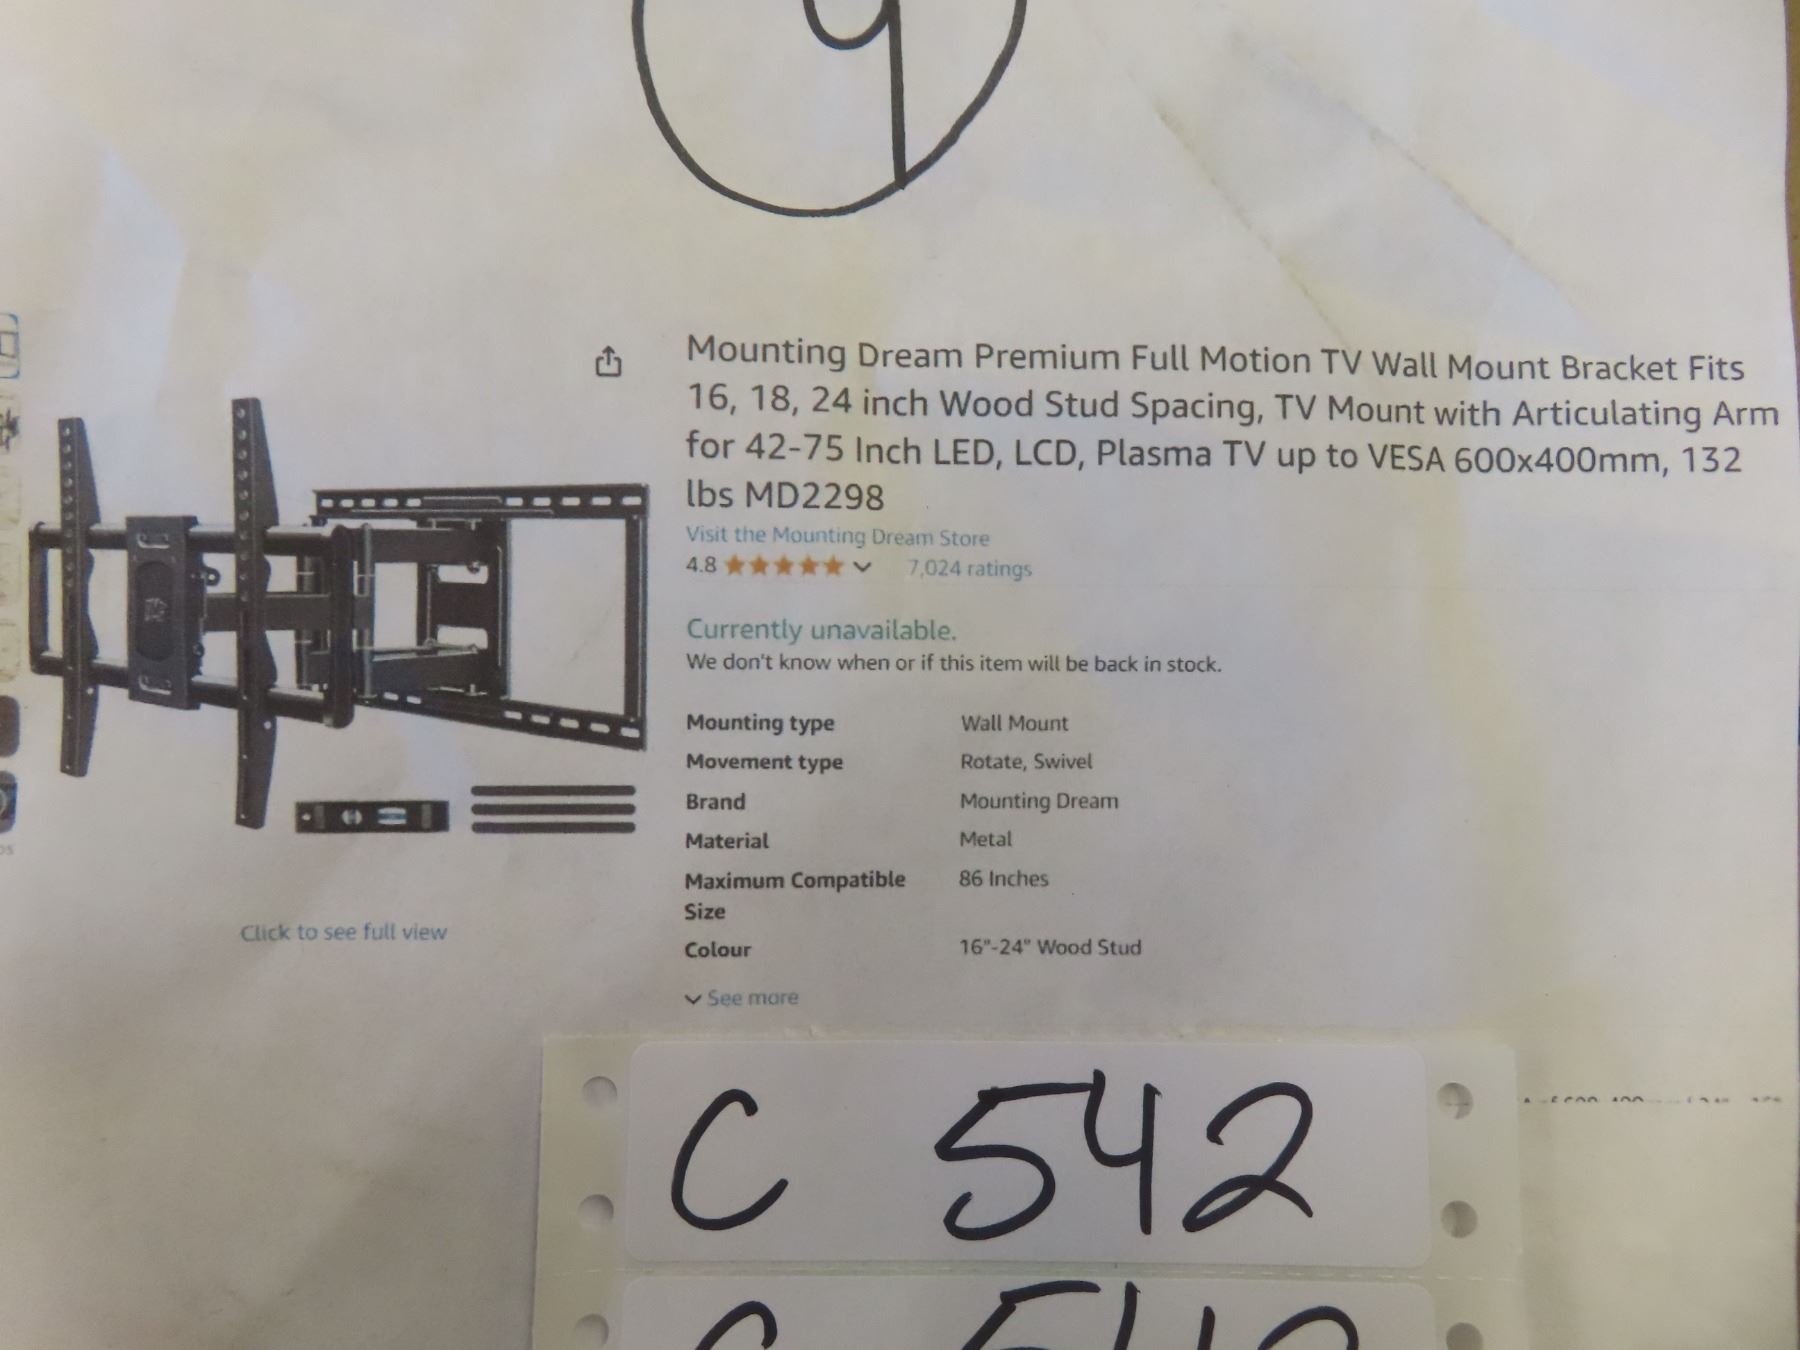 4
Mounting Dream Premium Full Motion TV Wall Mount Bracket Fits
16, 18, 24 inch Wood Stud Spacing, TV Mount with Articulating Arm
for 42-75 Inch LED, LCD, Plasma TV up to VESA 600x400mm, 132
lbs MD2298
Visit the Mounting Dream Store
4.8 7,024 ratings
Currently unavailable.
We don't know when or if this item will be back in stock.
Mounting type Wall Mount
Movement type Rotate, Swivel
Brand Mounting Dream
Material Metal
Maximum Compatible Size 86 Inches
Colour 16"-24" Wood Stud
See more
Click to see full view
C 542
C 542